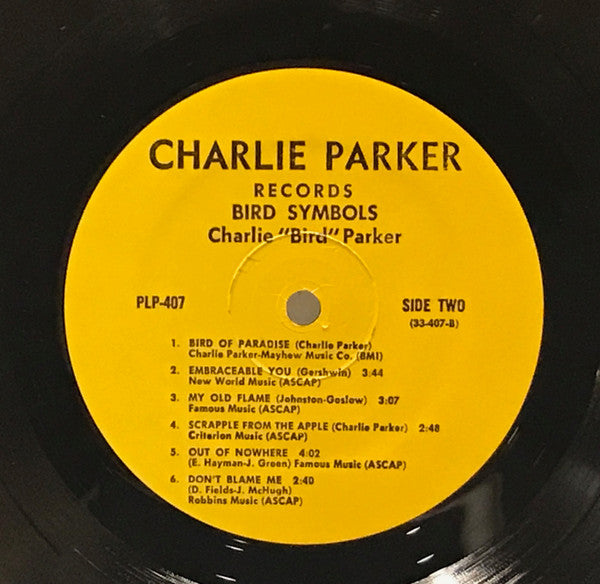 CHARLIE PARKER
RECORDS
BIRD SYMBOLS
Charlie "Bird" Parker
PLP-407
SIDE TWO
(33-407-B)
1. BIRD OF PARADISE (Charlie Parker)
Charlie Parker-Mayhew Music Co. (BMI)
2. EMBRACEABLE YOU (Gershwin) 3:44
New World Music (ASCAP)
3. MY OLD FLAME (Johnston-Goslow) 3:07
Famous Music (ASCAP)
4. SCRAPPLE FROM THE APPLE (Charlie Parker) 2:48
Criterion Music (ASCAP)
5. OUT OF NOWHERE 4:02
(E. Hayman-J. Green) Famous Music (ASCAP)
6. DON'T BLAME ME 2:40
(D. Fields-J. McHugh)
Robbins Music (ASCAP)